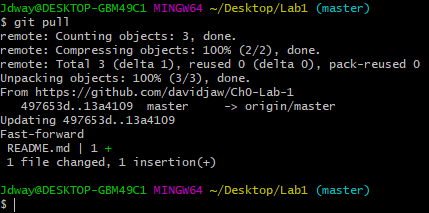 Jdway@DESKTOP-GBM49C1 MINGW64 ~/Desktop/Lab1 (master)
$ git pull
remote: Counting objects: 3, done.
remote: Compressing objects: 100% (2/2), done.
remote: Total 3 (delta 1), reused 0 (delta 0), pack-reused 0
Unpacking objects: 100% (3/3), done.
From https://github.com/davidjaw/Ch0-Lab-1
   497653d..13a4109  master     -> origin/master
Updating 497653d..13a4109
Fast-forward
 README.md | 1 +
 1 file changed, 1 insertion(+)
Jdway@DESKTOP-GBM49C1 MINGW64 ~/Desktop/Lab1 (master)
$